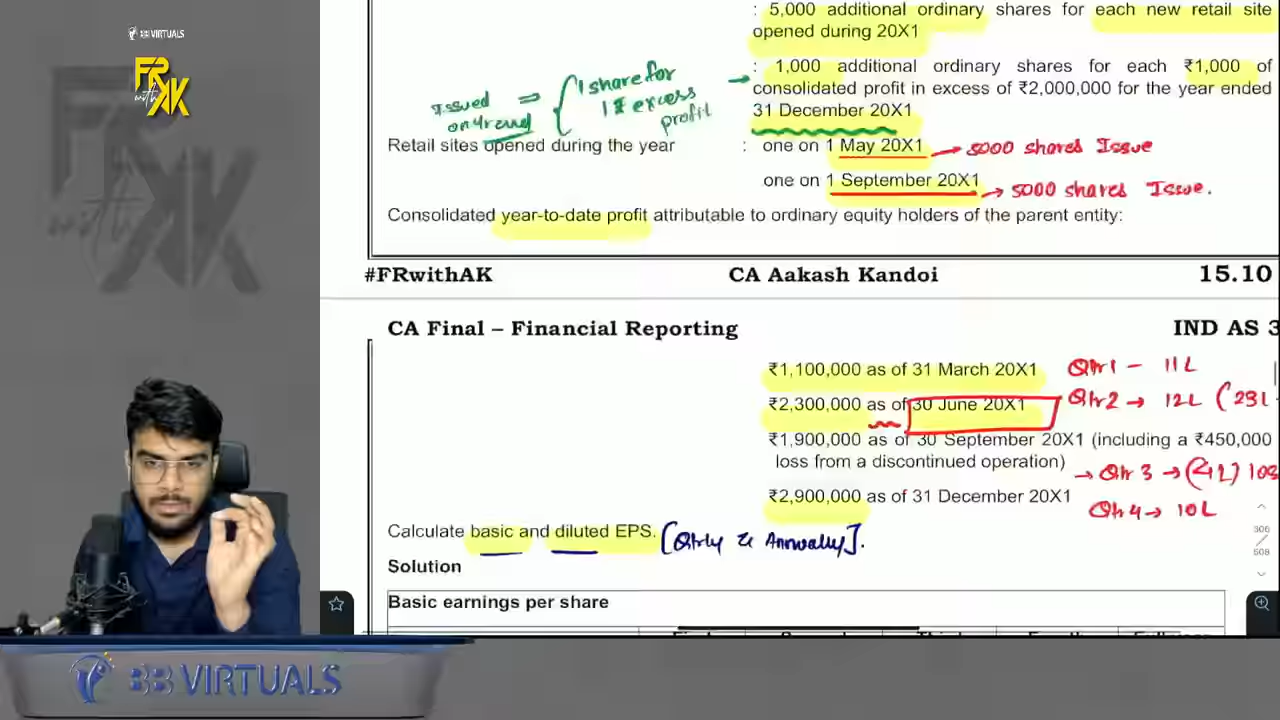 BB VIRTUALS
FR
with
AK
: 5,000 additional ordinary shares for each new retail site
opened during 20X1
: 1,000 additional ordinary shares for each ₹1,000 of
consolidated profit in excess of ₹2,000,000 for the year ended
31 December 20X1
Issued
on 4r end
⇒
1 share for
1₹ excess
profit
Retail sites opened during the year : one on 1 May 20X1 → 5000 shares Issue
one on 1 September 20X1 → 5000 shares Issue.
Consolidated year-to-date profit attributable to ordinary equity holders of the parent entity:
#FRwithAK CA Aakash Kandoi 15.10
CA Final – Financial Reporting IND AS 3
₹1,100,000 as of 31 March 20X1 Qtr1 – 11L
₹2,300,000 as of 30 June 20X1 Qtr2 → 12L (23L -
₹1,900,000 as of 30 September 20X1 (including a ₹450,000
loss from a discontinued operation) → Qtr 3 → (4L) loss
₹2,900,000 as of 31 December 20X1 Qtr 4 → 10L
Calculate basic and diluted EPS. [Qtrly & Annually].
Solution
Basic earnings per share
506
/
508
BB VIRTUALS